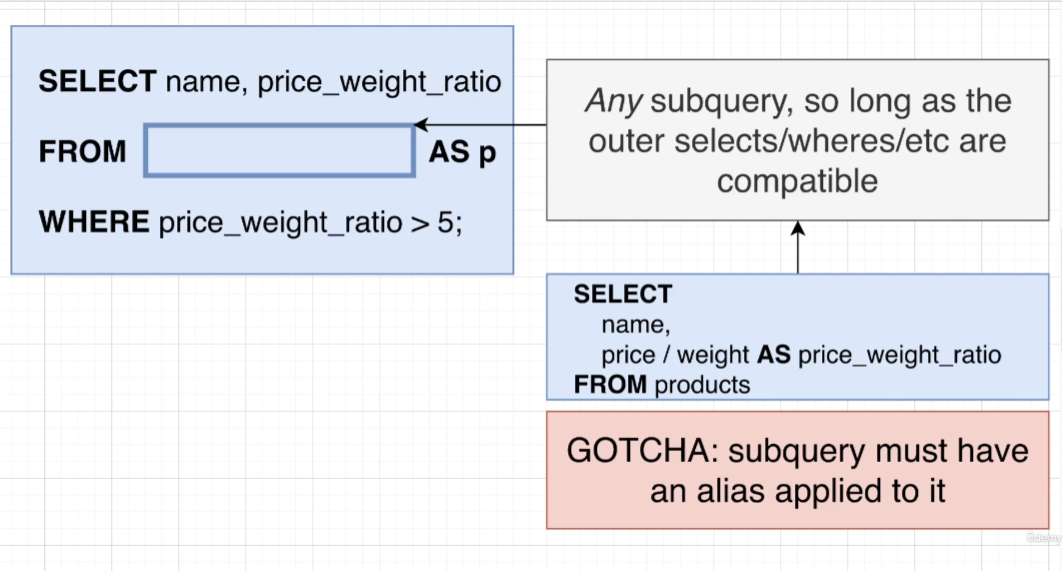 SELECT name, price_weight_ratio
FROM AS p
WHERE price_weight_ratio > 5;
Any subquery, so long as the
outer selects/wheres/etc are
compatible
SELECT
name,
price / weight AS price_weight_ratio
FROM products
GOTCHA: subquery must have
an alias applied to it